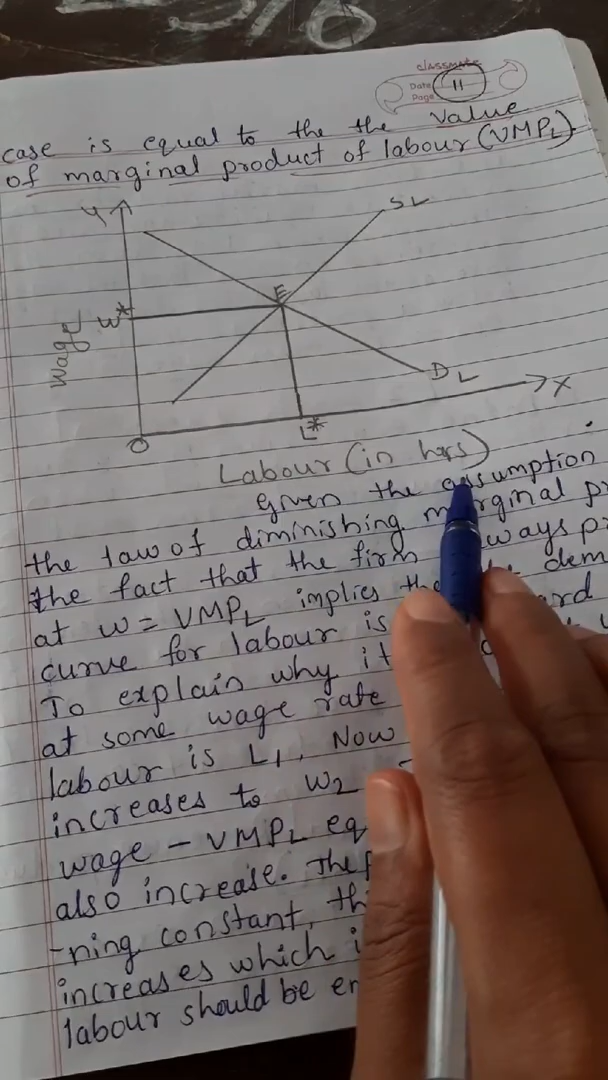 classmate
Date
Page 11
case is equal to the the value
of marginal product of labour (VMPL).
Y
SL
E
W*
Wage
DL
X
O
L*
Labour (in hrs)
given the assumption
the law of diminishing marginal
the fact that the firm
at w = VMPL implies
curve for labour is
To explain why it
at some wage rate
labour is L1, Now
increases to W2
wage - VMPL
also increase. The
-ning constant,
increases which
labour should be